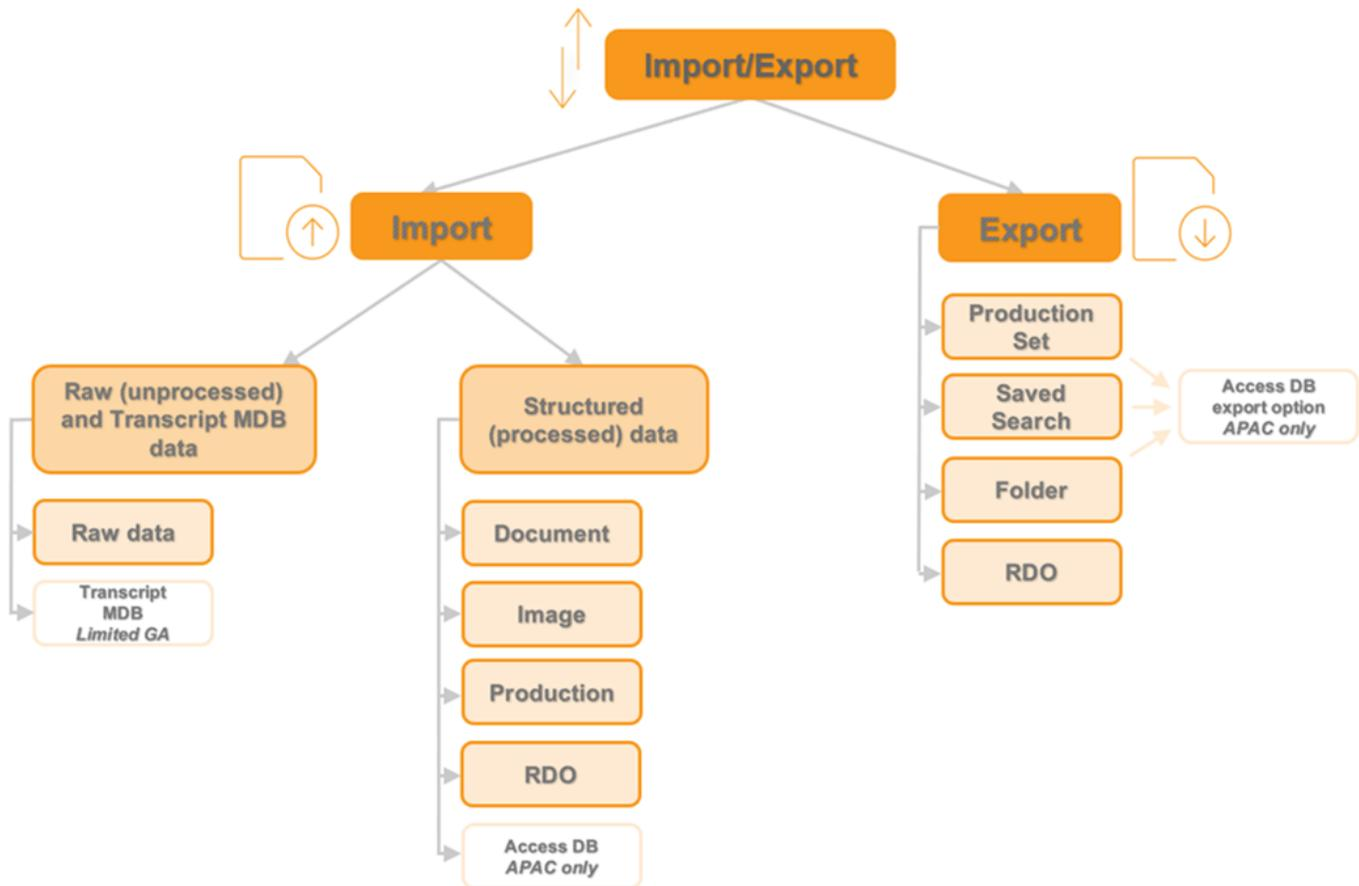 Import/Export
Import
Export
Raw (unprocessed)
and Transcript MDB
data
Raw data
Transcript
MDB
Limited GA
Structured
(processed) data
Document
Image
Production
RDO
Access DB
APAC only
Production
Set
Saved
Search
Folder
RDO
Access DB
export option
APAC only